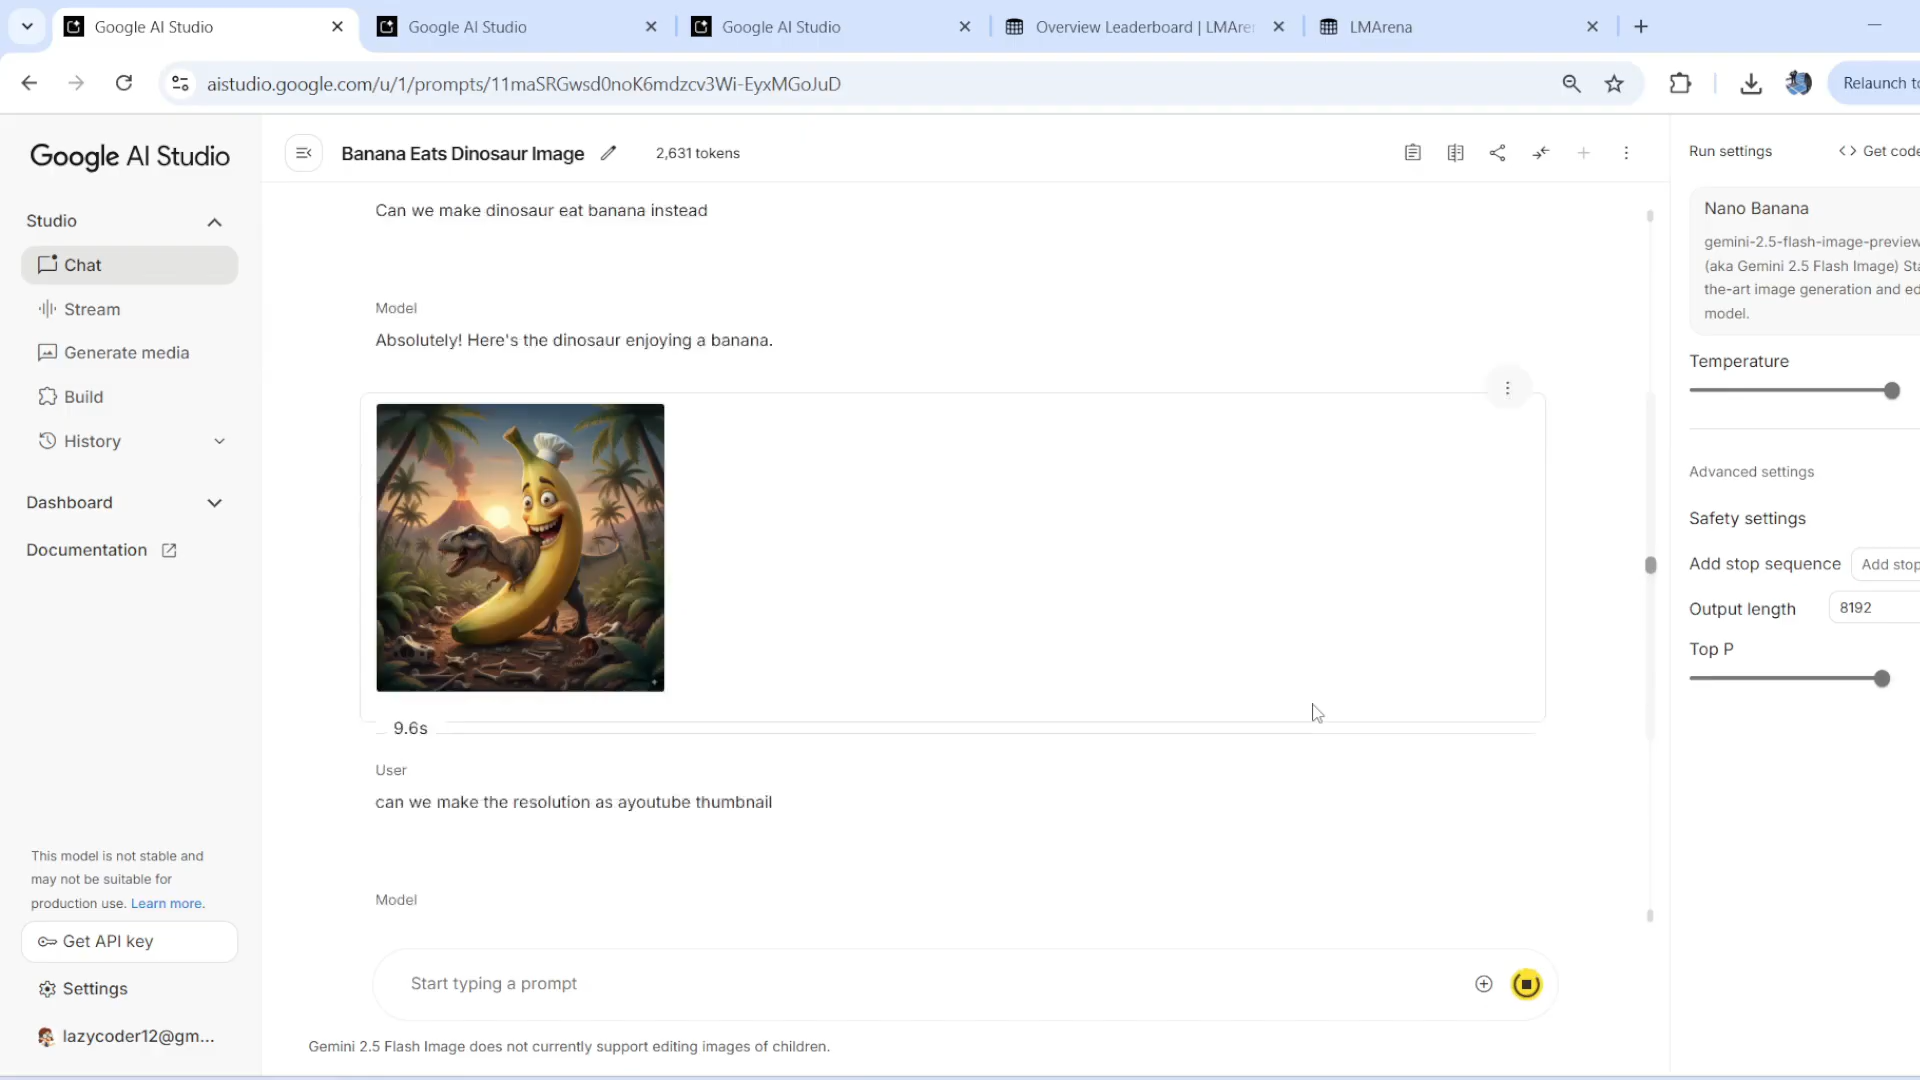 Google AI Studio
Google AI Studio
Google AI Studio
Overview Leaderboard | LMAre
LMArena
aistudio.google.com/u/1/prompts/11maSRGwsd0noK6mdzcv3Wi-EyxMGoJuD
Relaunch to
Google AI Studio
Studio
Chat
Stream
Generate media
Build
History
Dashboard
Documentation
This model is not stable and
may not be suitable for
production use. Learn more.
Get API key
Settings
lazycoder12@gm...
Banana Eats Dinosaur Image
2,631 tokens
Can we make dinosaur eat banana instead
Model
Absolutely! Here's the dinosaur enjoying a banana.
9.6s
User
can we make the resolution as ayoutube thumbnail
Model
Start typing a prompt
Gemini 2.5 Flash Image does not currently support editing images of children.
Run settings
<> Get code
Nano Banana
gemini-2.5-flash-image-preview
(aka Gemini 2.5 Flash Image) Sta
the-art image generation and ed
model.
Temperature
Advanced settings
Safety settings
Add stop sequence
Add stop
Output length
8192
Top P